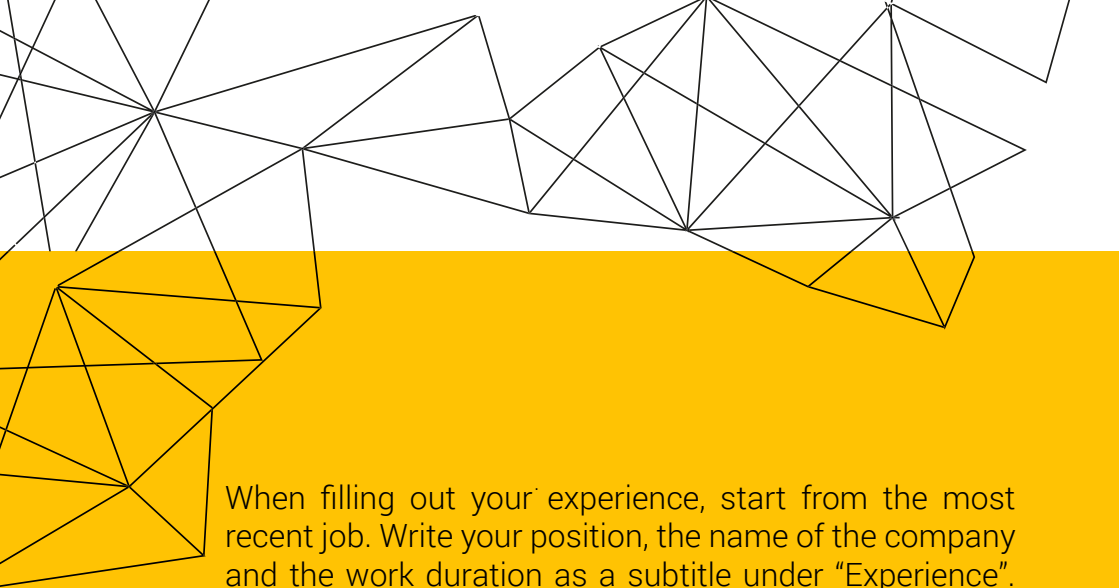 When filling out your experience, start from the most
recent job. Write your position, the name of the company
and the work duration as a subtitle under “Experience”.